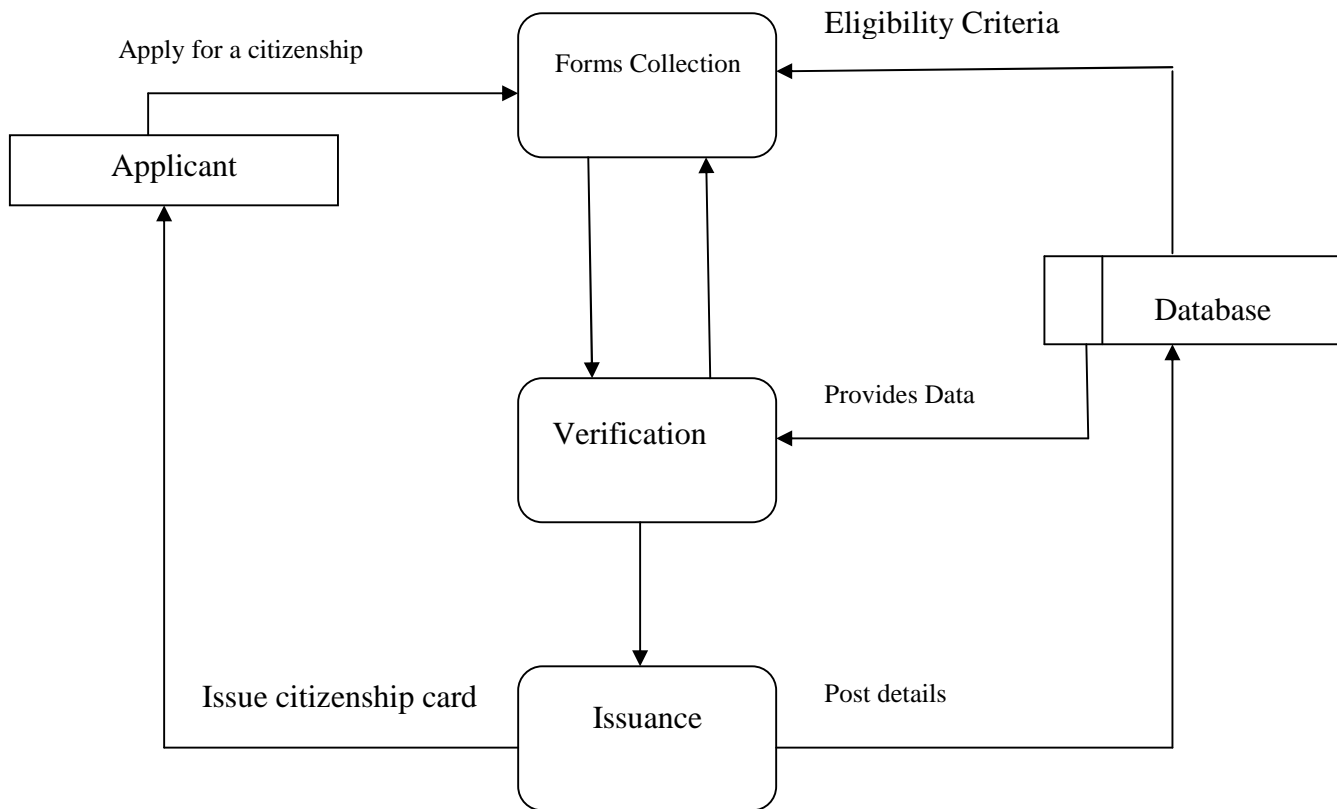 Eligibility Criteria
Apply for a citizenship
Forms Collection
Applicant
Database
Provides Data
Verification
Issue citizenship card
Post details
Issuance